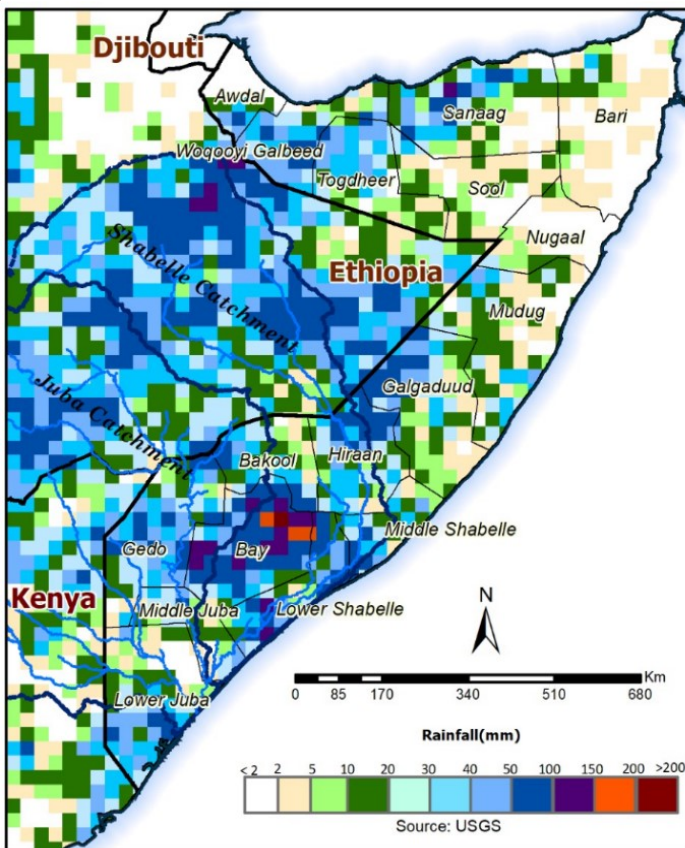 Djibouti
Awdal
Sanaag
Bari
Woqooyi Galbeed
Togdheer
Sool
Nugaal
Shabelle Catchment
Ethiopia
Mudug
Galgaduud
Juba Catchment
Bakool
Hiraan
Gedo
Bay
Middle Shabelle
Kenya
Middle Juba
Lower Shabelle
N
Lower Juba
Km
0 85 170 340 510 680
Rainfall(mm)
< 2 2 5 10 20 30 40 50 100 150 200 >200
Source: USGS